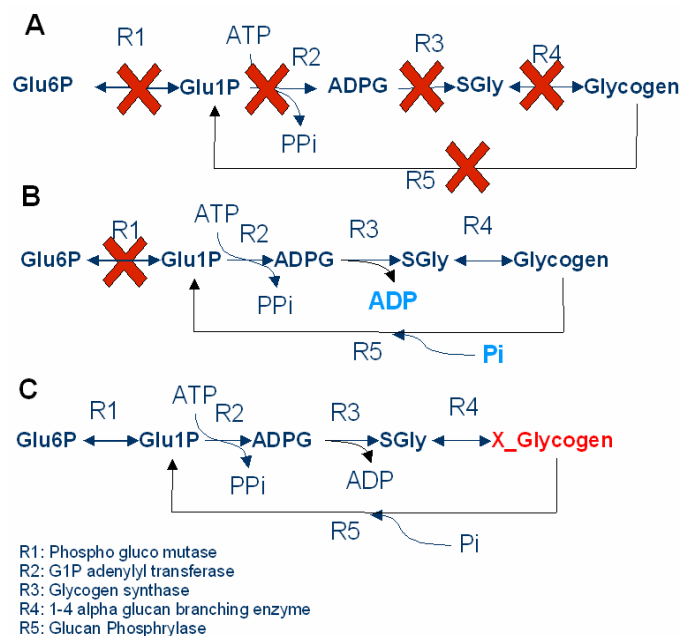 A
R1 ATP R2 R3 R4
Glu6P Glu1P ADPG SGly Glycogen
PPi
R5
B
R1 ATP R2 R3 R4
Glu6P Glu1P ADPG SGly Glycogen
PPi ADP
R5 Pi
C
R1 ATP R2 R3 R4
Glu6P Glu1P ADPG SGly X_Glycogen
PPi ADP
R5 Pi
R1: Phospho gluco mutase
R2: G1P adenylyl transferase
R3: Glycogen synthase
R4: 1-4 alpha glucan branching enzyme
R5: Glucan Phosphrylase